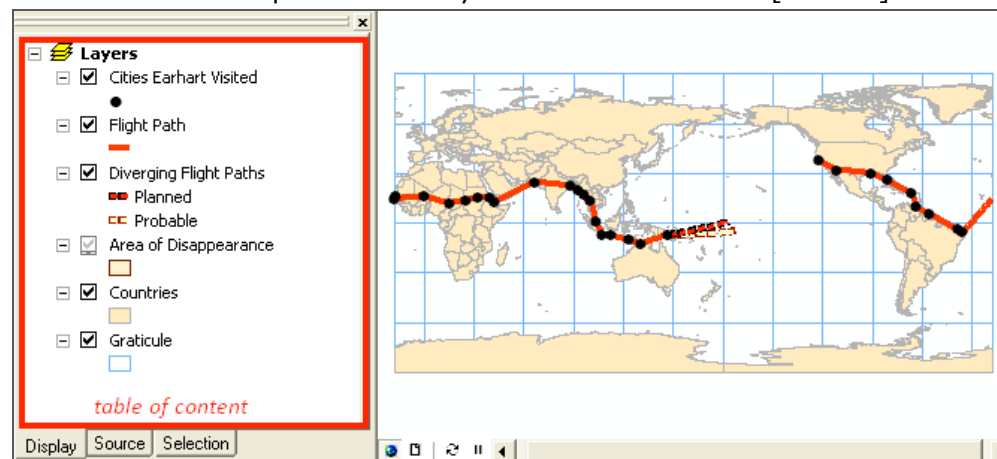 Layers
Cities Earhart Visited
Flight Path
Diverging Flight Paths
Planned
Probable
Area of Disappearance
Countries
Graticule
table of content
Display Source Selection